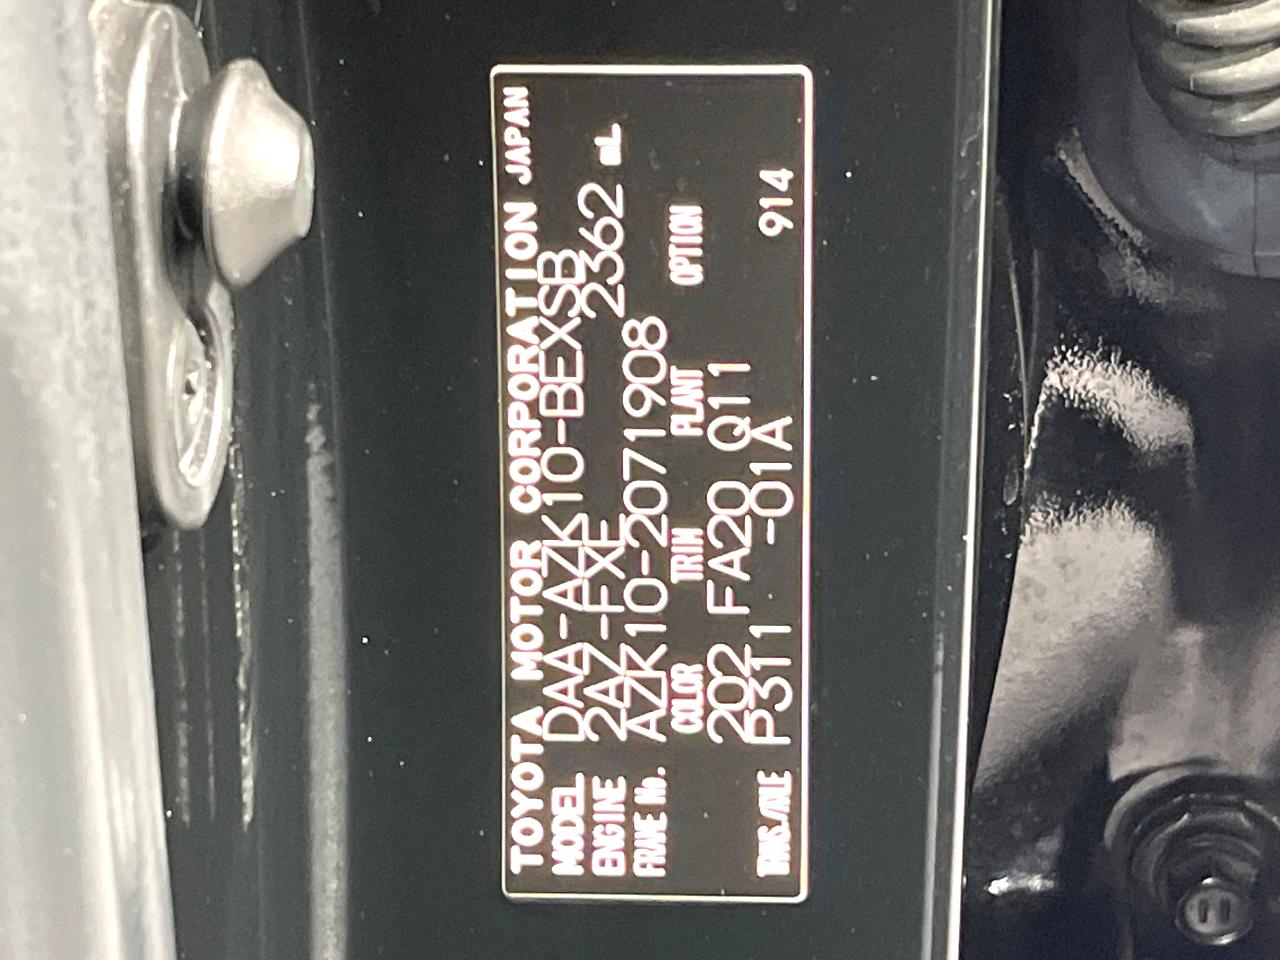 TOYOTA MOTOR CORPORATION JAPAN
MODEL DAA-AZK10-BEXSB
ENGINE 2AZ-FXE 2362 mL
FRAME No. AZK10-2071908
COLOR TRIM PLANT OPTION
202 FA20 Q11
TRNS./AXLE P311 -01A 914